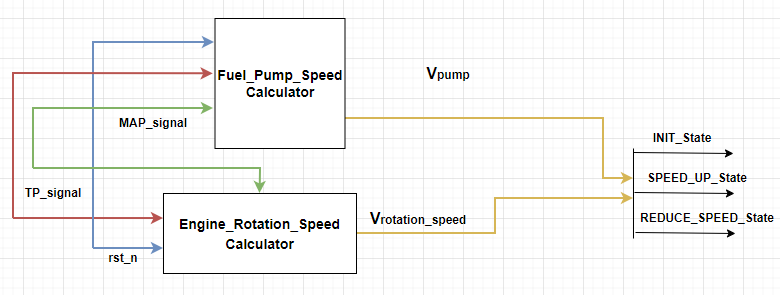 Fuel_Pump_Speed
Calculator
Vpump
MAP_signal
INIT_State
SPEED_UP_State
TP_signal
REDUCE_SPEED_State
Engine_Rotation_Speed
Calculator
Vrotation_speed
rst_n